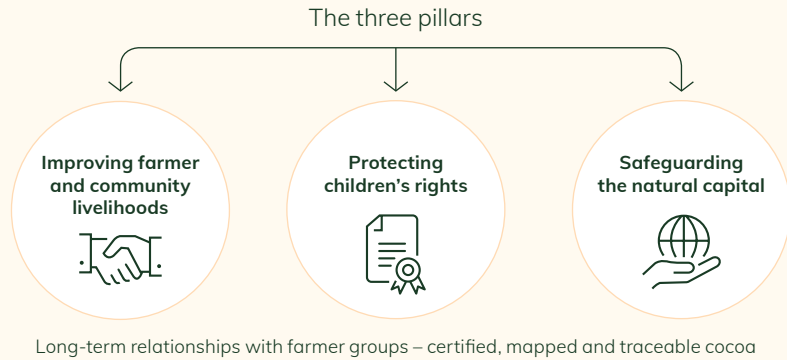 The three pillars
Improving farmer
and community
livelihoods
Protecting
children's rights
Safeguarding
the natural capital
Long-term relationships with farmer groups – certified, mapped and traceable cocoa